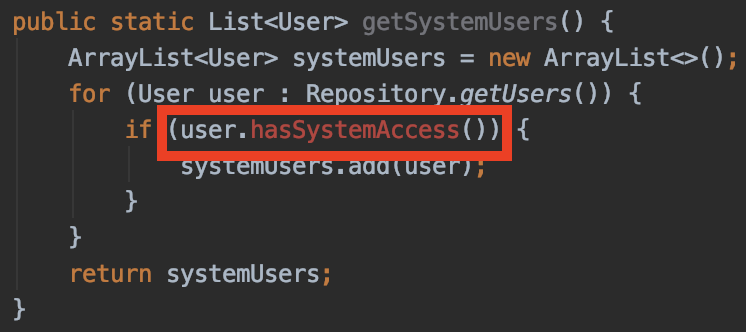 public static List<User> getSystemUsers() {
ArrayList<User> systemUsers = new ArrayList<>();
for (User user : Repository.getUsers()) {
if (user.hasSystemAccess()) {
systemUsers.add(user);
}
}
return systemUsers;
}